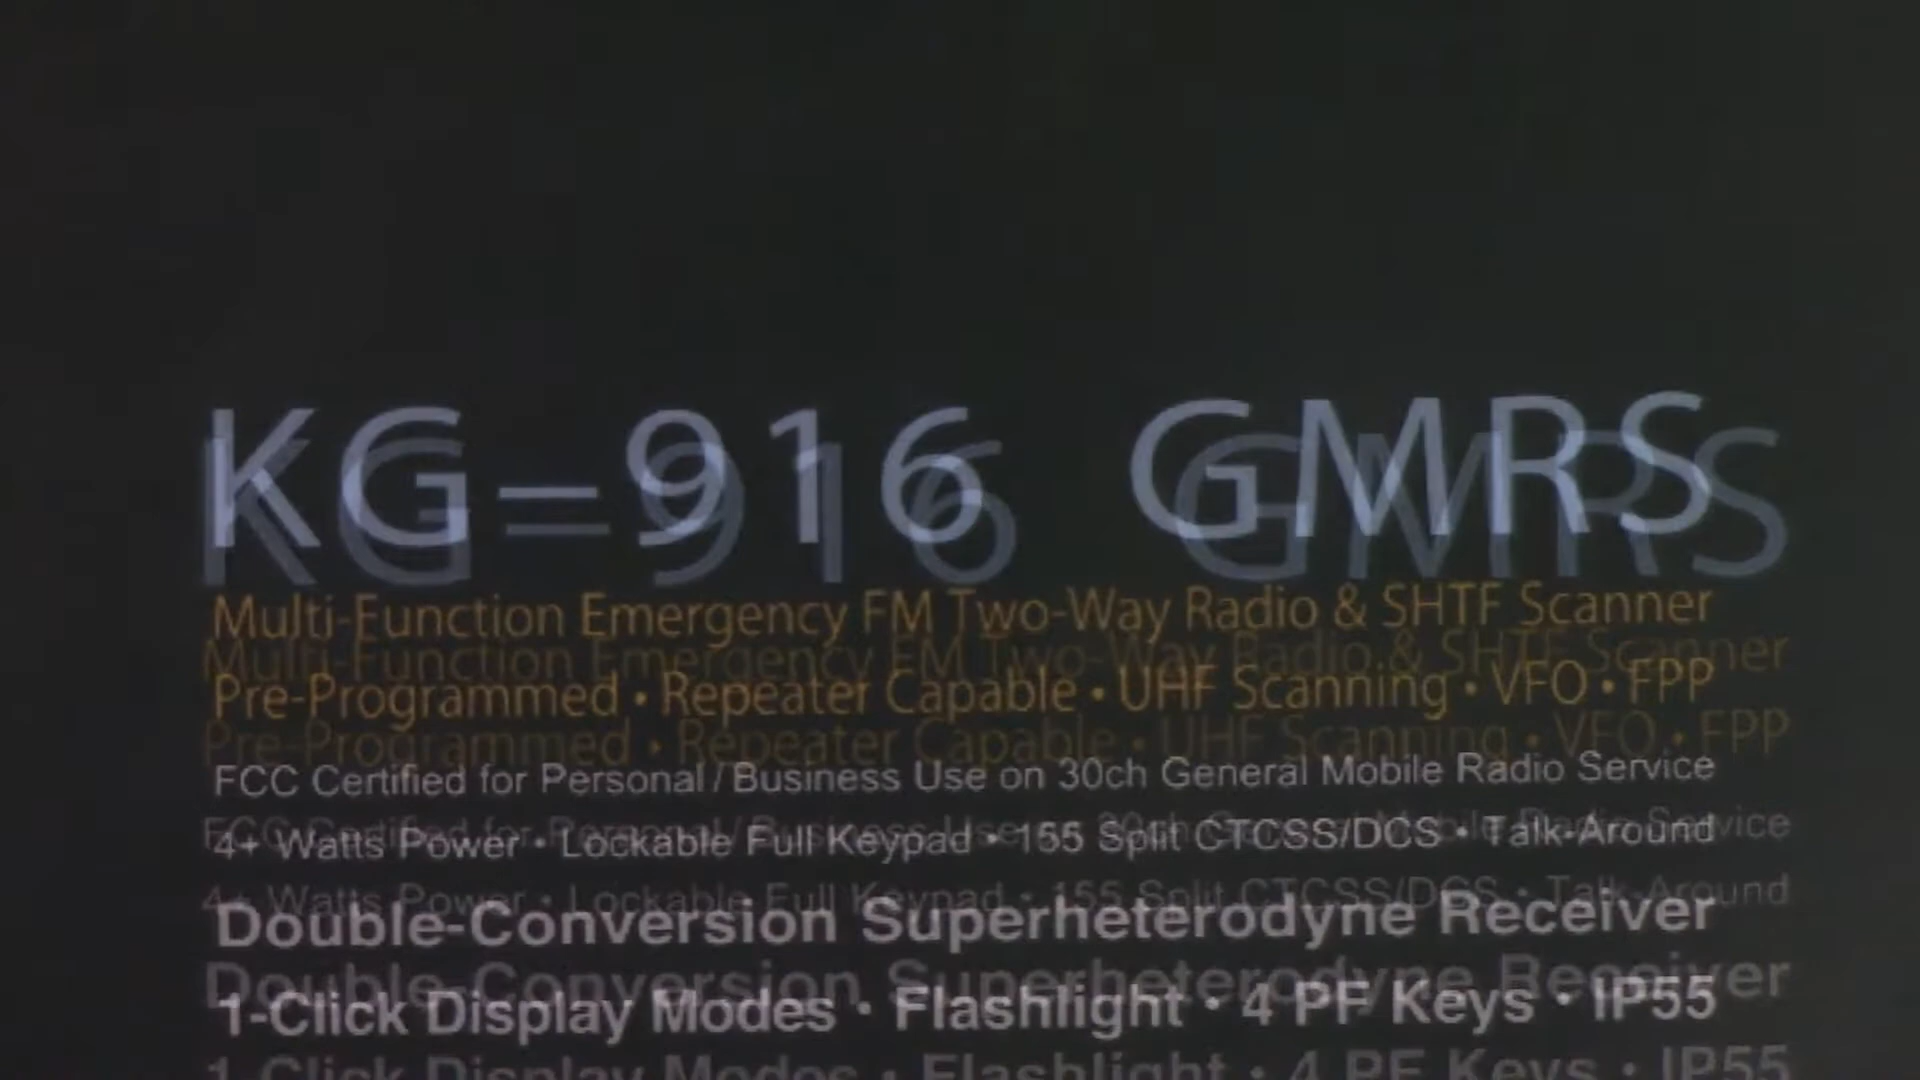 KG-916 GMRS
Multi-Function Emergency FM Two-Way Radio & SHTF Scanner
Pre-Programmed • Repeater Capable • UHF Scanning • VFO • FPP
FCC Certified for Personal / Business Use on 30ch General Mobile Radio Service
4+ Watts Power • Lockable Full Keypad • 155 Split CTCSS/DCS • Talk-Around
Double-Conversion Superheterodyne Receiver
1-Click Display Modes • Flashlight • 4 PF Keys • IP55